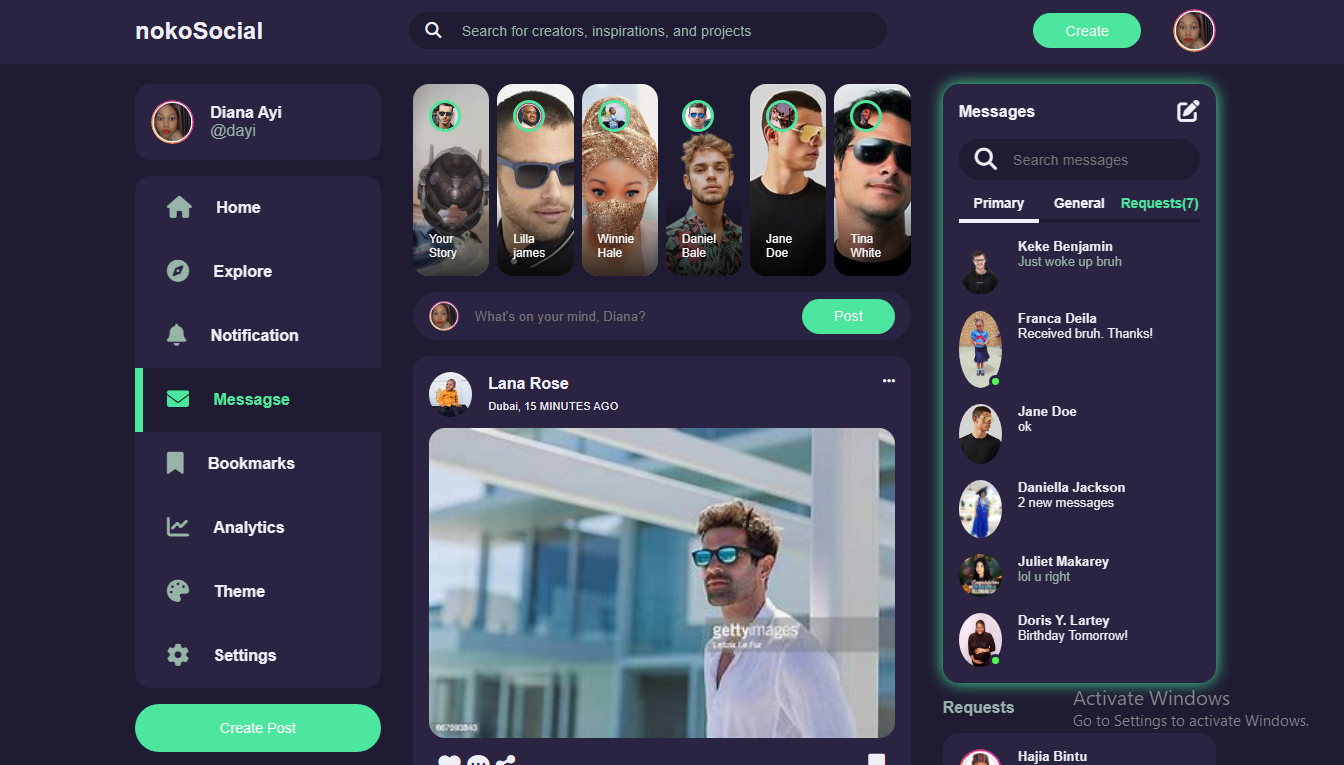 nokoSocial
Search for creators, inspirations, and projects
Create
Diana Ayi
@dayi
Home
Explore
Notification
Messagse
Bookmarks
Analytics
Theme
Settings
Create Post
Your
Story
Lilla
james
Winnie
Hale
Daniel
Bale
Jane
Doe
Tina
White
What's on your mind, Diana?
Post
Lana Rose
Dubai, 15 MINUTES AGO
gettyimages
Messages
Search messages
Primary
General
Requests(7)
Keke Benjamin
Just woke up bruh
Franca Deila
Received bruh. Thanks!
Jane Doe
ok
Daniella Jackson
2 new messages
Juliet Makarey
lol u right
Doris Y. Lartey
Birthday Tomorrow!
Requests
Activate Windows
Go to Settings to activate Windows.
Hajia Bintu